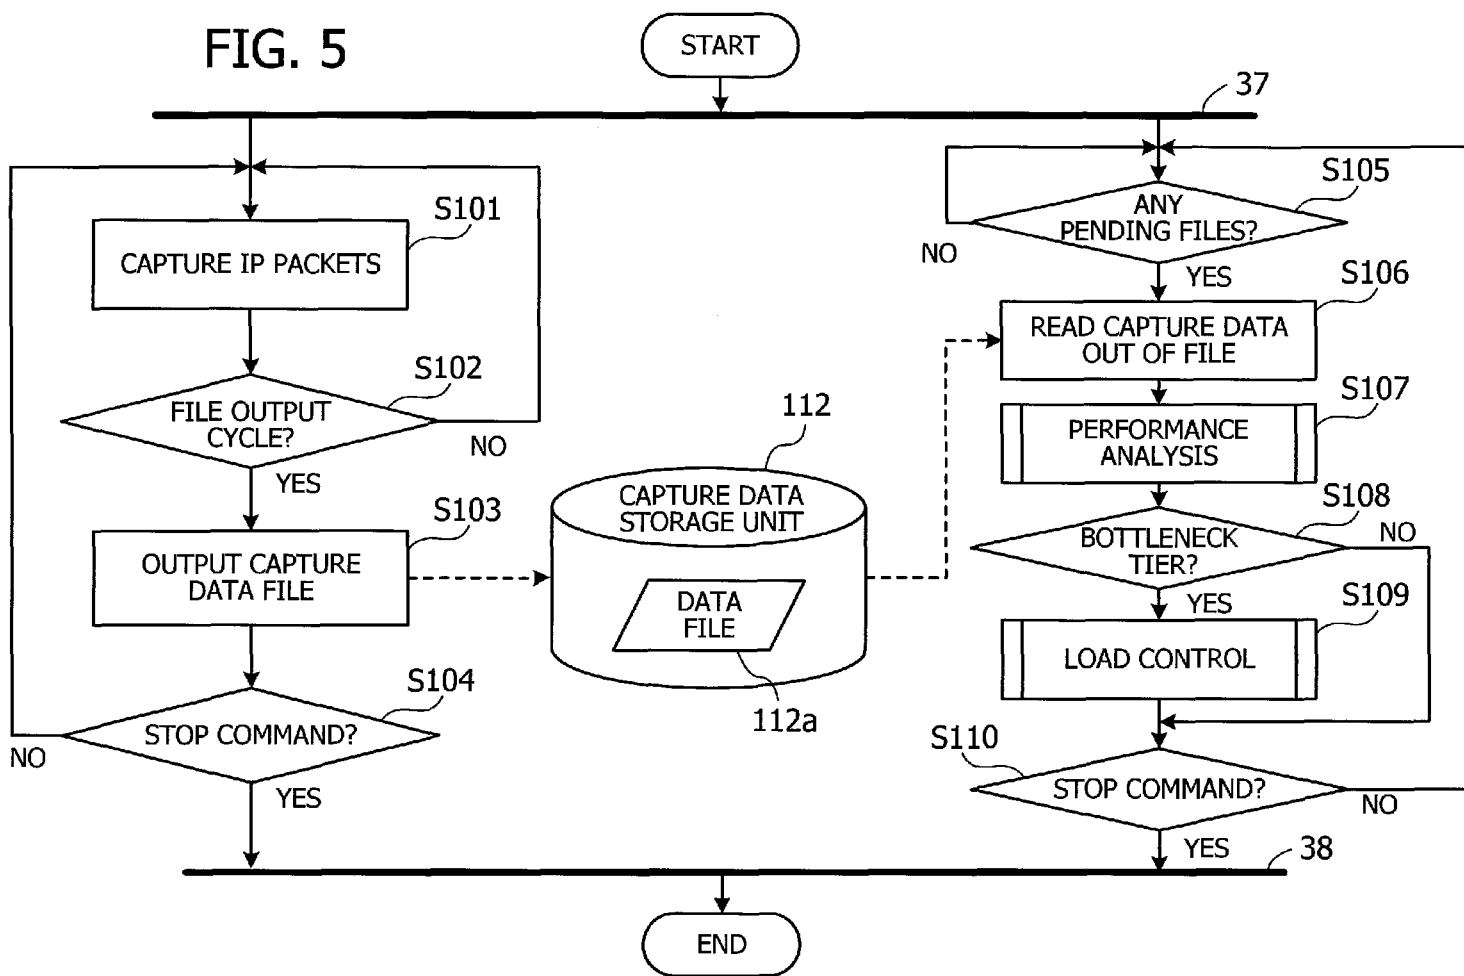 FIG. 5
START
37
S101
CAPTURE IP PACKETS
S102
FILE OUTPUT
CYCLE?
NO
YES
S103
OUTPUT CAPTURE
DATA FILE
S104
STOP COMMAND?
NO
YES
112
CAPTURE DATA
STORAGE UNIT
DATA
FILE
112a
S105
ANY
PENDING FILES?
NO
YES
S106
READ CAPTURE DATA
OUT OF FILE
S107
PERFORMANCE
ANALYSIS
S108
BOTTLENECK
TIER?
NO
YES
S109
LOAD CONTROL
S110
STOP COMMAND?
NO
YES
38
END